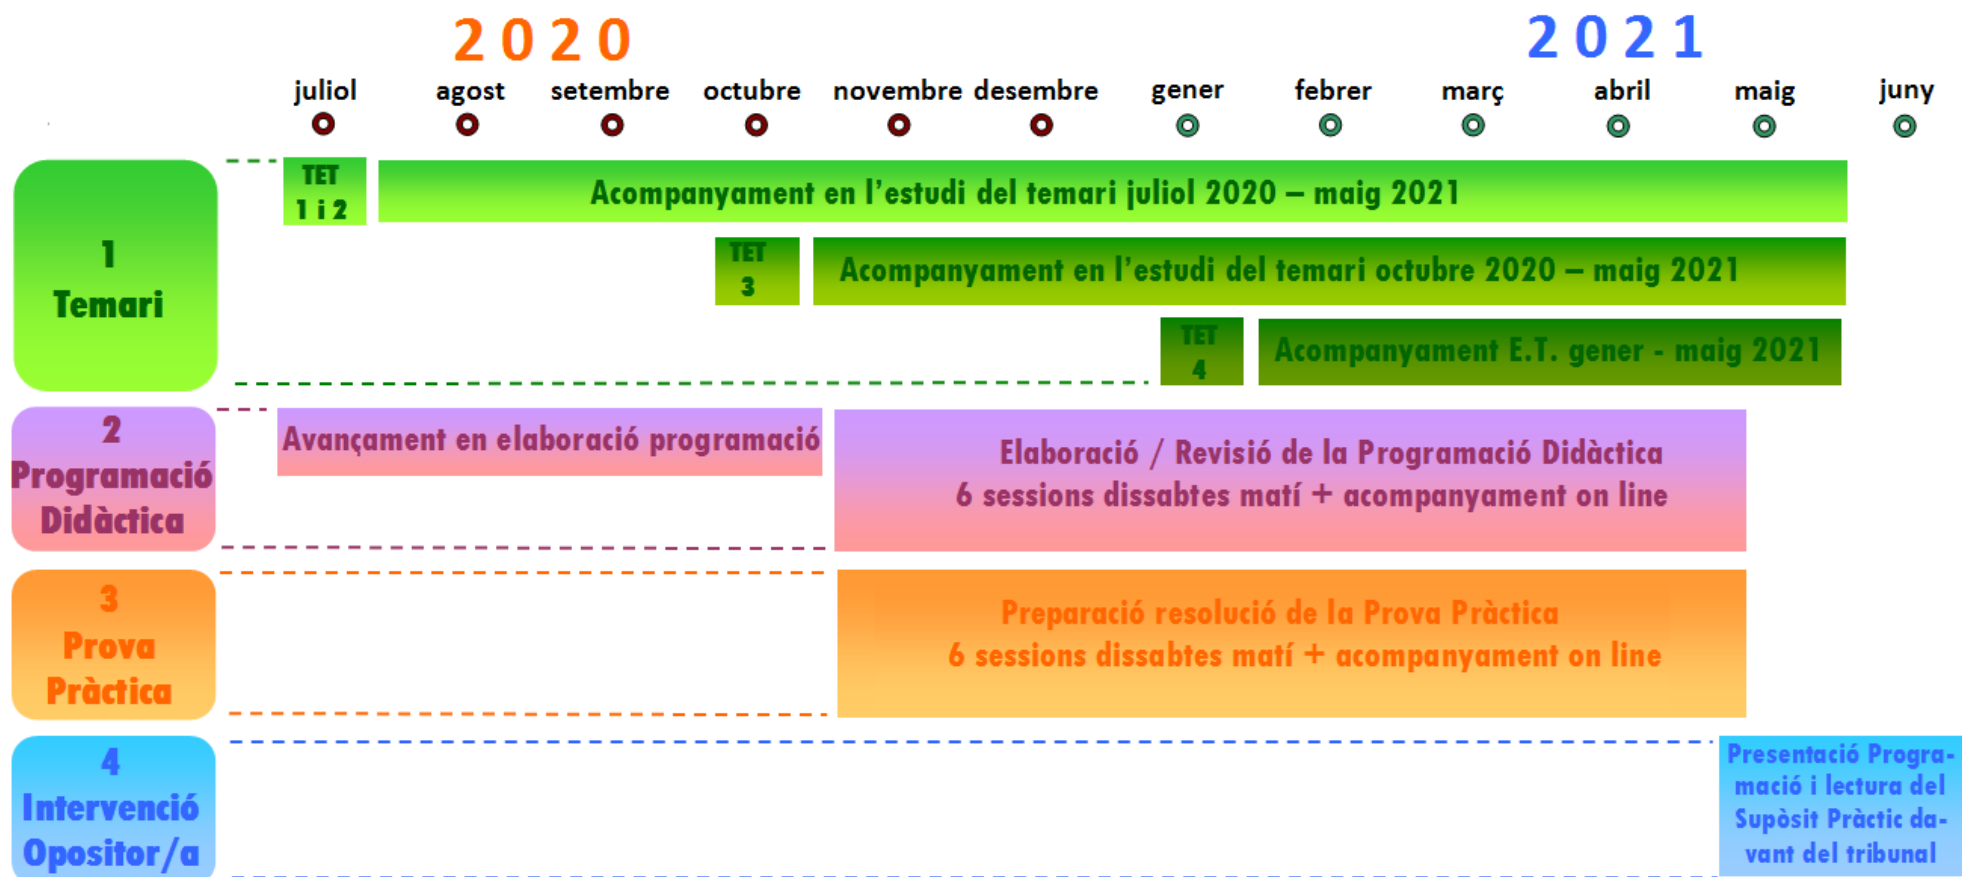 2020
2021
juliol agost setembre octubre novembre desembre gener febrer març abril maig juny
1
Temari
TET
1 i 2
Acompanyament en l'estudi del temari juliol 2020 – maig 2021
TET
3
Acompanyament en l'estudi del temari octubre 2020 – maig 2021
TET
4
Acompanyament E.T. gener - maig 2021
2
Programació
Didàctica
Avançament en elaboració programació
Elaboració / Revisió de la Programació Didàctica
6 sessions dissabtes matí + acompanyament on line
3
Prova
Pràctica
Preparació resolució de la Prova Pràctica
6 sessions dissabtes matí + acompanyament on line
4
Intervenció
Opositor/a
Presentació Progra-
mació i lectura del
Supòsit Pràctic da-
vant del tribunal